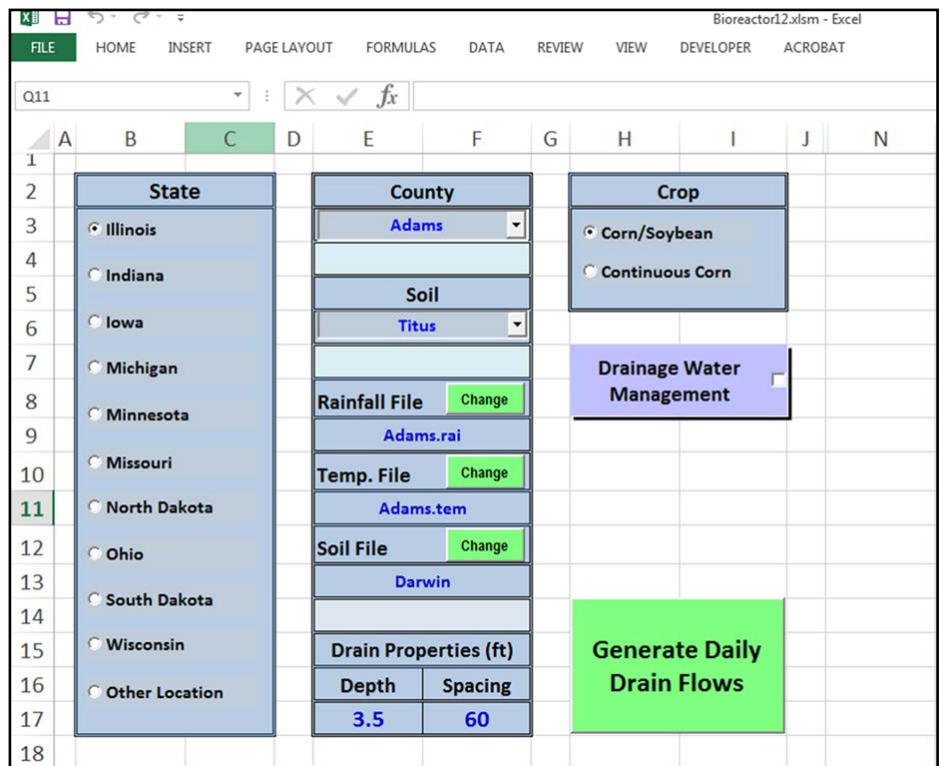 Bioreactor12.xlsm - Excel
FILE HOME INSERT PAGE LAYOUT FORMULAS DATA REVIEW VIEW DEVELOPER ACROBAT
Q11 fx
A B C D E F G H I J N
1
2 State County Crop
3 Illinois Adams Corn/Soybean
4 Indiana Continuous Corn
5 Soil
6 Iowa Titus
7 Michigan Drainage Water
8 Minnesota Rainfall File Change Management
9 Adams.rai
10 Missouri Temp. File Change
11 North Dakota Adams.tem
12 Ohio Soil File Change
13 South Dakota Darwin
14
15 Wisconsin Drain Properties (ft) Generate Daily
16 Other Location Depth Spacing Drain Flows
17 3.5 60
18